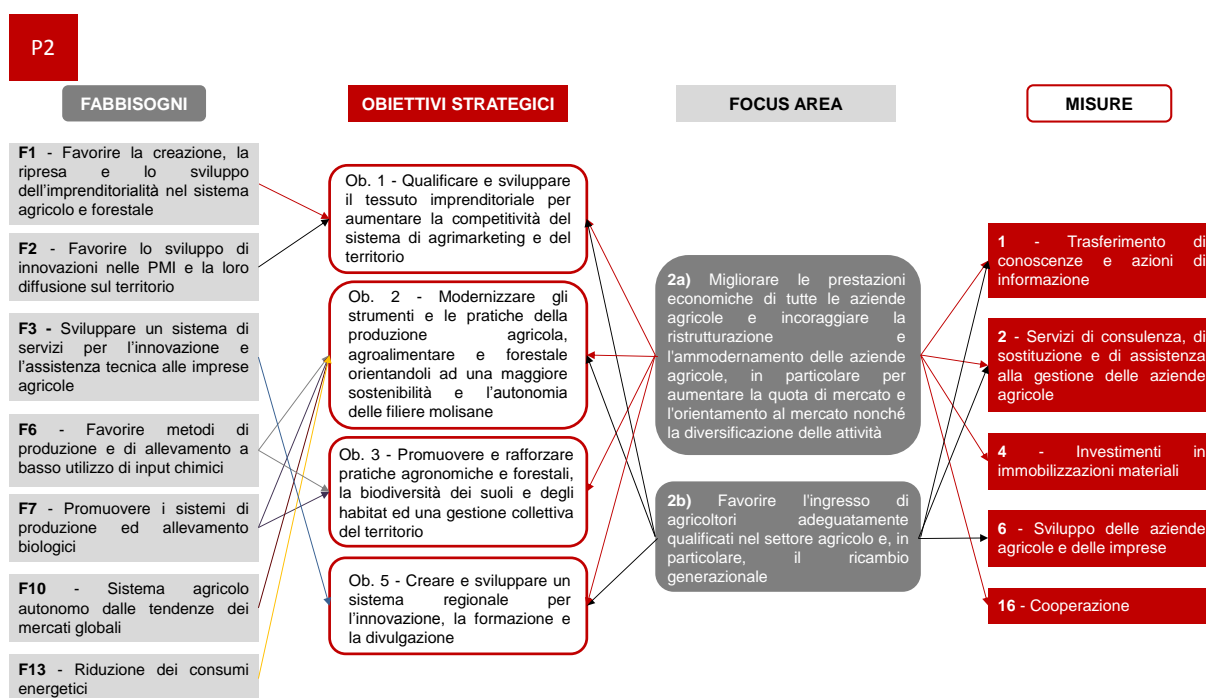 P2
FABBISOGNI
OBIETTIVI STRATEGICI
FOCUS AREA
MISURE
F1 - Favorire la creazione, la
ripresa e lo sviluppo
dell'imprenditorialità nel sistema
agricolo e forestale
F2 - Favorire lo sviluppo di
innovazioni nelle PMI e la loro
diffusione sul territorio
F3 - Sviluppare un sistema di
servizi per l'innovazione e
l'assistenza tecnica alle imprese
agricole
F6 - Favorire metodi di
produzione e di allevamento a
basso utilizzo di input chimici
F7 - Promuovere i sistemi di
produzione ed allevamento
biologici
F10 - Sistema agricolo
autonomo dalle tendenze dei
mercati globali
F13 - Riduzione dei consumi
energetici
Ob. 1 - Qualificare e sviluppare
il tessuto imprenditoriale per
aumentare la competitività del
sistema di agrimarketing e del
territorio
Ob. 2 - Modernizzare gli
strumenti e le pratiche della
produzione agricola,
agroalimentare e forestale
orientandoli ad una maggiore
sostenibilità e l'autonomia
delle filiere molisane
Ob. 3 - Promuovere e rafforzare
pratiche agronomiche e forestali,
la biodiversità dei suoli e degli
habitat ed una gestione collettiva
del territorio
Ob. 5 - Creare e sviluppare un
sistema regionale per
l'innovazione, la formazione e
la divulgazione
2a) Migliorare le prestazioni
economiche di tutte le aziende
agricole e incoraggiare la
ristrutturazione e
l'ammodernamento delle aziende
agricole, in particolare per
aumentare la quota di mercato e
l'orientamento al mercato nonché
la diversificazione delle attività
2b) Favorire l'ingresso di
agricoltori adeguatamente
qualificati nel settore agricolo e, in
particolare, il ricambio
generazionale
1 - Trasferimento di
conoscenze e azioni di
informazione
2 - Servizi di consulenza, di
sostituzione e di assistenza
alla gestione delle aziende
agricole
4 - Investimenti in
immobilizzazioni materiali
6 - Sviluppo delle aziende
agricole e delle imprese
16 - Cooperazione